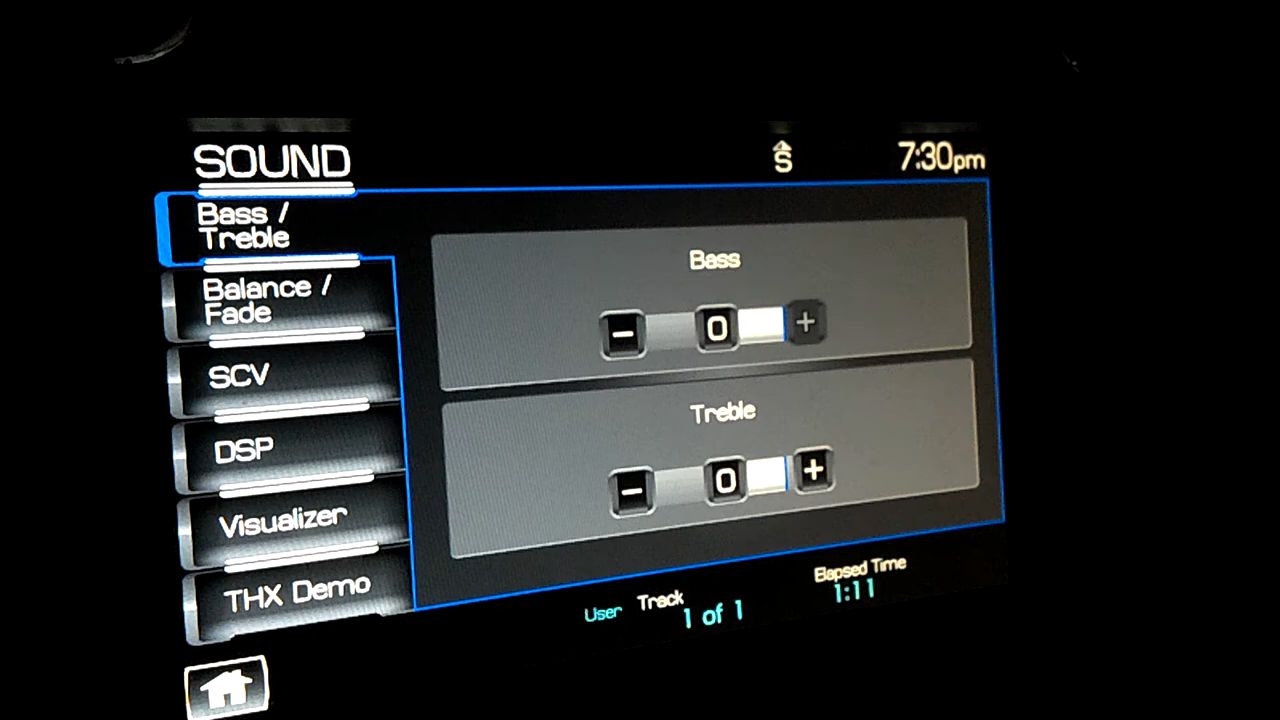 SOUND
S
7:30pm
Bass /
Treble
Balance /
Fade
SCV
DSP
Visualizer
THX Demo
Bass
− 0 +
Treble
− 0 +
User
Track
1 of 1
Elapsed Time
1:11